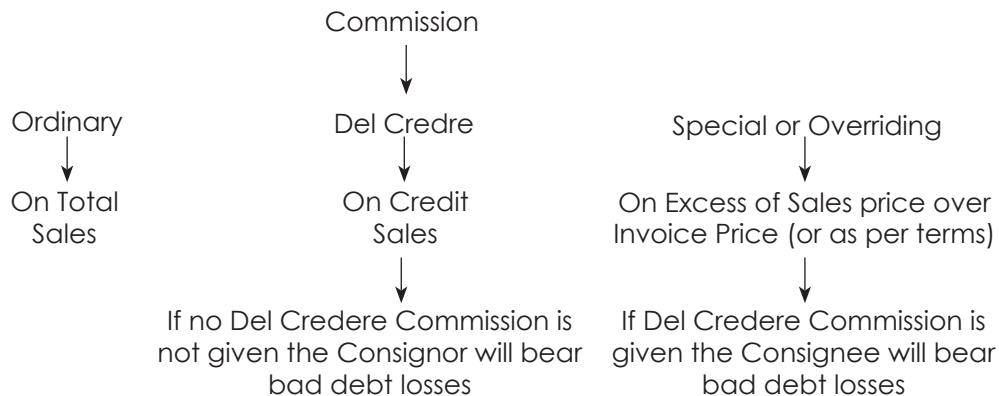 Commission
Ordinary
Del Credre
Special or Overriding
On Total
Sales
On Credit
Sales
On Excess of Sales price over
Invoice Price (or as per terms)
If no Del Credere Commission is
not given the Consignor will bear
bad debt losses
If Del Credere Commission is
given the Consignee will bear
bad debt losses